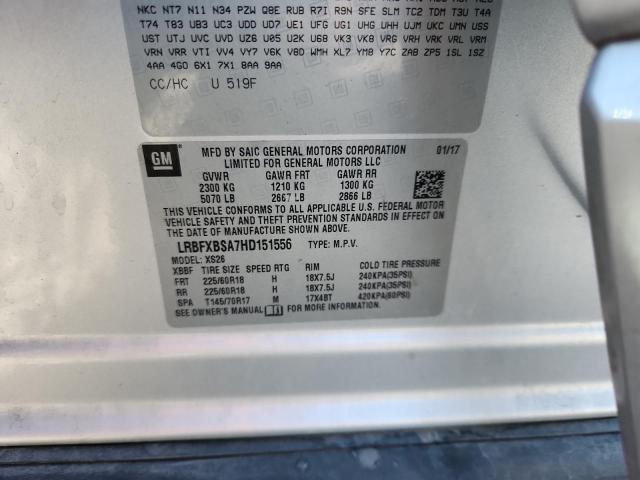 NKC NT7 N11 N34 PZW Q8E RUB R7I R9N SFE SLM TC2 TDM T3U T4A
T74 T83 UB3 UC3 UDD UD7 UE1 UFG UG1 UHG UHY UMN
UST UTJ UVC UVD UZ6 U05 U2K U68 VK3 VK8 VRG VRH VRK VRL VRM
VRN VRR VTI VV4 VY7 V6K V8D WMH XL7 YM8 Y7C ZAB ZP5 1SL 1SZ
4AA 4G0 6X1 7X1 8AA 9AA
CC/HC U 519F
GM
MFD BY SAIC GENERAL MOTORS CORPORATION 01/17
LIMITED FOR GENERAL MOTORS LLC
GVWR GAWR FRT GAWR RR
2300 KG 1210 KG 1300 KG
5070 LB 2667 LB 2866 LB
THIS VEHICLE CONFORMS TO ALL APPLICABLE U.S. FEDERAL MOTOR
VEHICLE SAFETY AND THEFT PREVENTION STANDARDS IN EFFECT ON
THE DATE OF MANUFACTURE SHOWN ABOVE.
LRBFXBSA7HD151556 TYPE: M.P.V.
MODEL: XS26
XBBF TIRE SIZE SPEED RTG RIM COLD TIRE PRESSURE
FRT 225/60R18 H 18X7.5J 240KPA(35PSI)
RR 225/60R18 H 18X7.5J 240KPA(35PSI)
SPA T145/70R17 M 17X4BT 420KPA(60PSI)
SEE OWNER'S MANUAL FOR MORE INFORMATION.